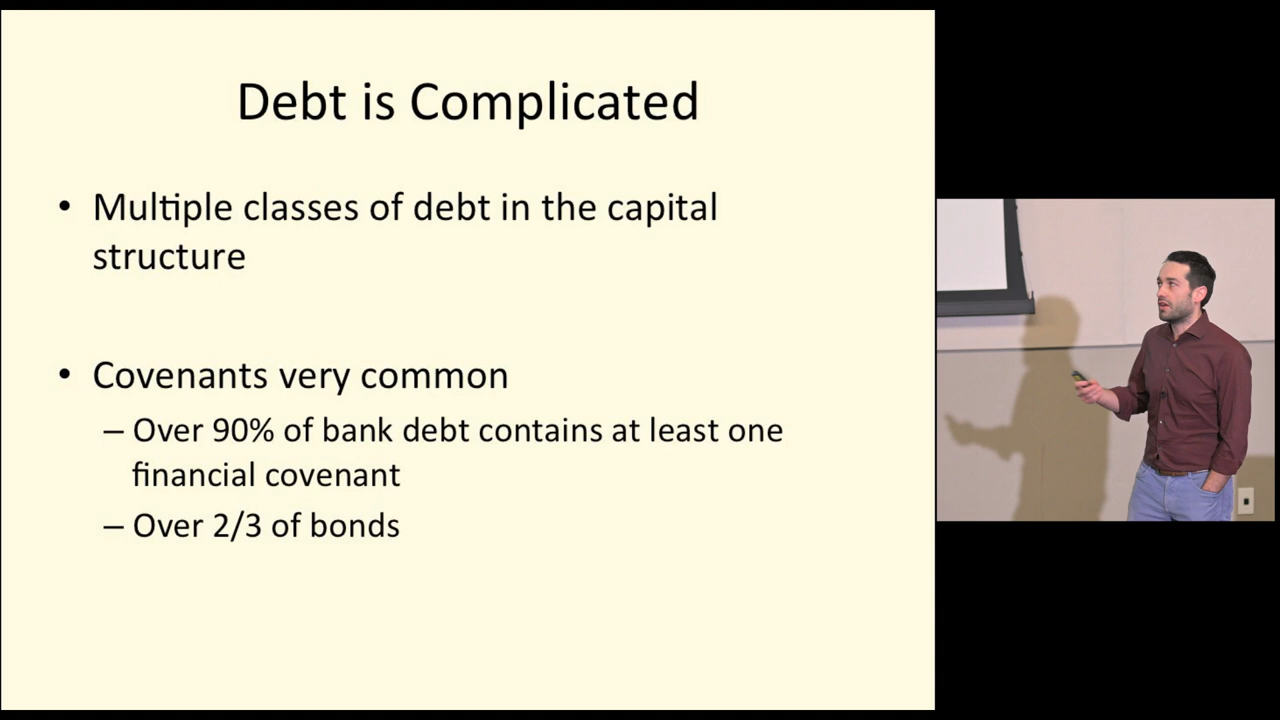 Debt is Complicated
• Multiple classes of debt in the capital
structure
• Covenants very common
– Over 90% of bank debt contains at least one
financial covenant
– Over 2/3 of bonds